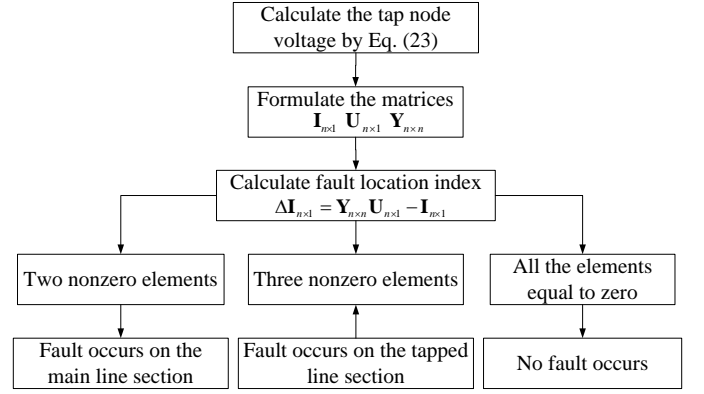 Calculate the tap node
voltage by Eq. (23)
Formulate the matrices
I_{n×1} U_{n×1} Y_{n×n}
Calculate fault location index
ΔI_{n×1} = Y_{n×n}U_{n×1} − I_{n×1}
Two nonzero elements
Three nonzero elements
All the elements
equal to zero
Fault occurs on the
main line section
Fault occurs on the tapped
line section
No fault occurs